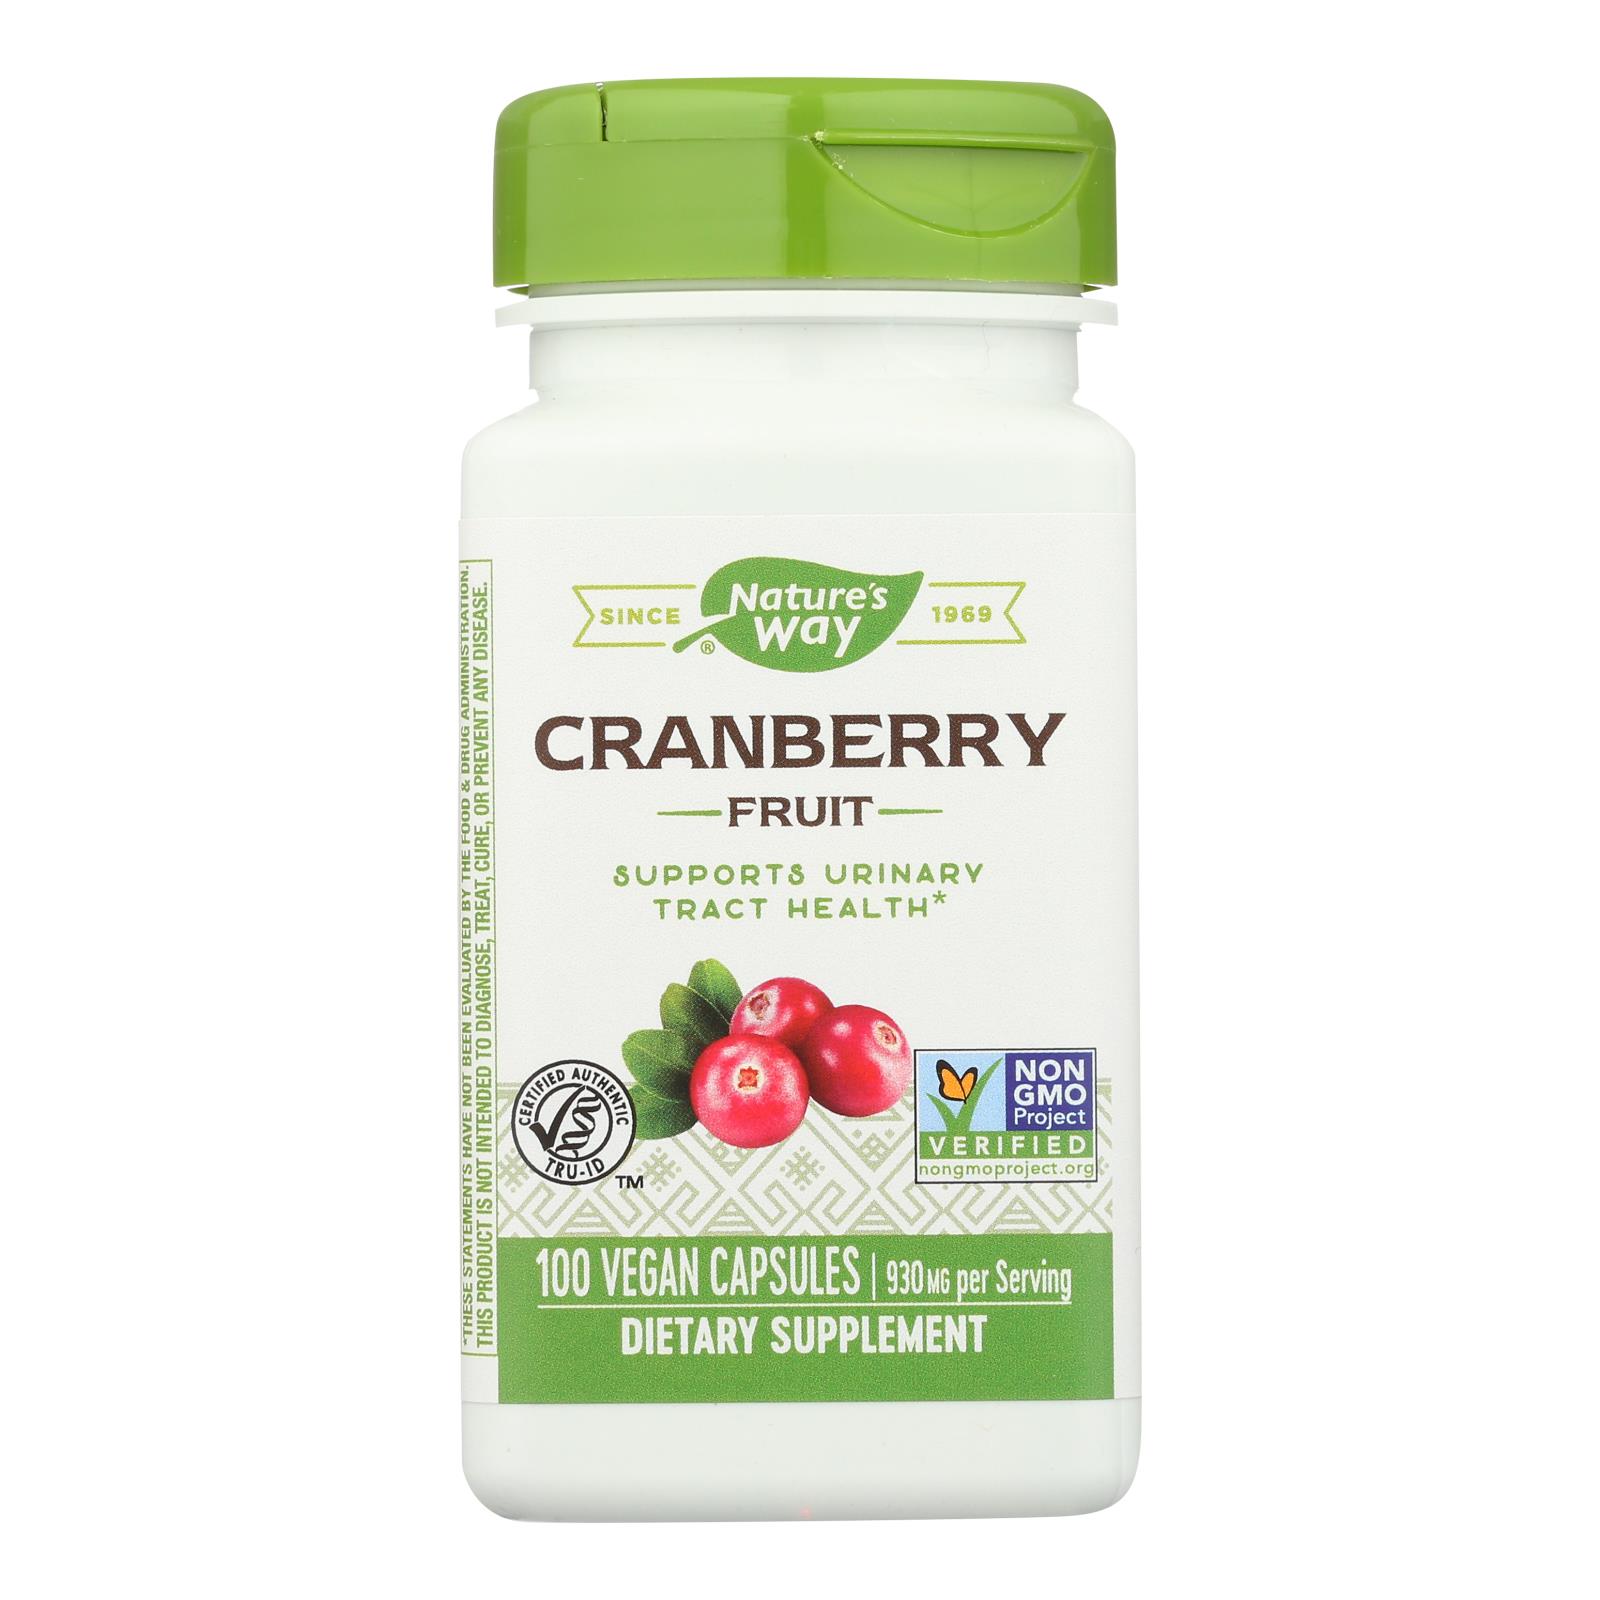 SINCE
Nature's
Way
®
1969
CRANBERRY
FRUIT
SUPPORTS URINARY
TRACT HEALTH*
CERTIFIED AUTHENTIC
TRU-ID
TM
NON
GMO
Project
VERIFIED
nongmoproject.org
100 VEGAN CAPSULES | 930 MG per Serving
DIETARY SUPPLEMENT
*THESE STATEMENTS HAVE NOT BEEN EVALUATED BY THE FOOD & DRUG ADMINISTRATION.
THIS PRODUCT IS NOT INTENDED TO DIAGNOSE, TREAT, CURE, OR PREVENT ANY DISEASE.